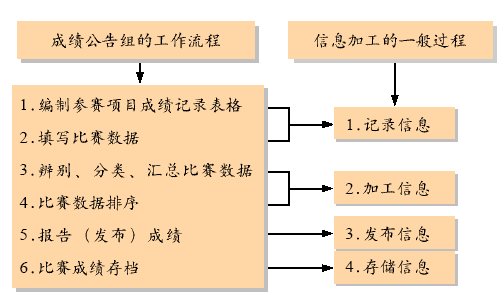 成绩公告组的工作流程
信息加工的一般过程
1.编制参赛项目成绩记录表格
2.填写比赛数据
3.辨别、分类、汇总比赛数据
4.比赛数据排序
5.报告（发布）成绩
6.比赛成绩存档
1.记录信息
2.加工信息
3.发布信息
4.存储信息